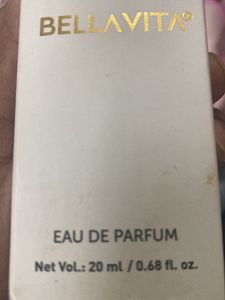 BELLAVITA®
EAU DE PARFUM
Net Vol.: 20 ml / 0.68 fl. oz.